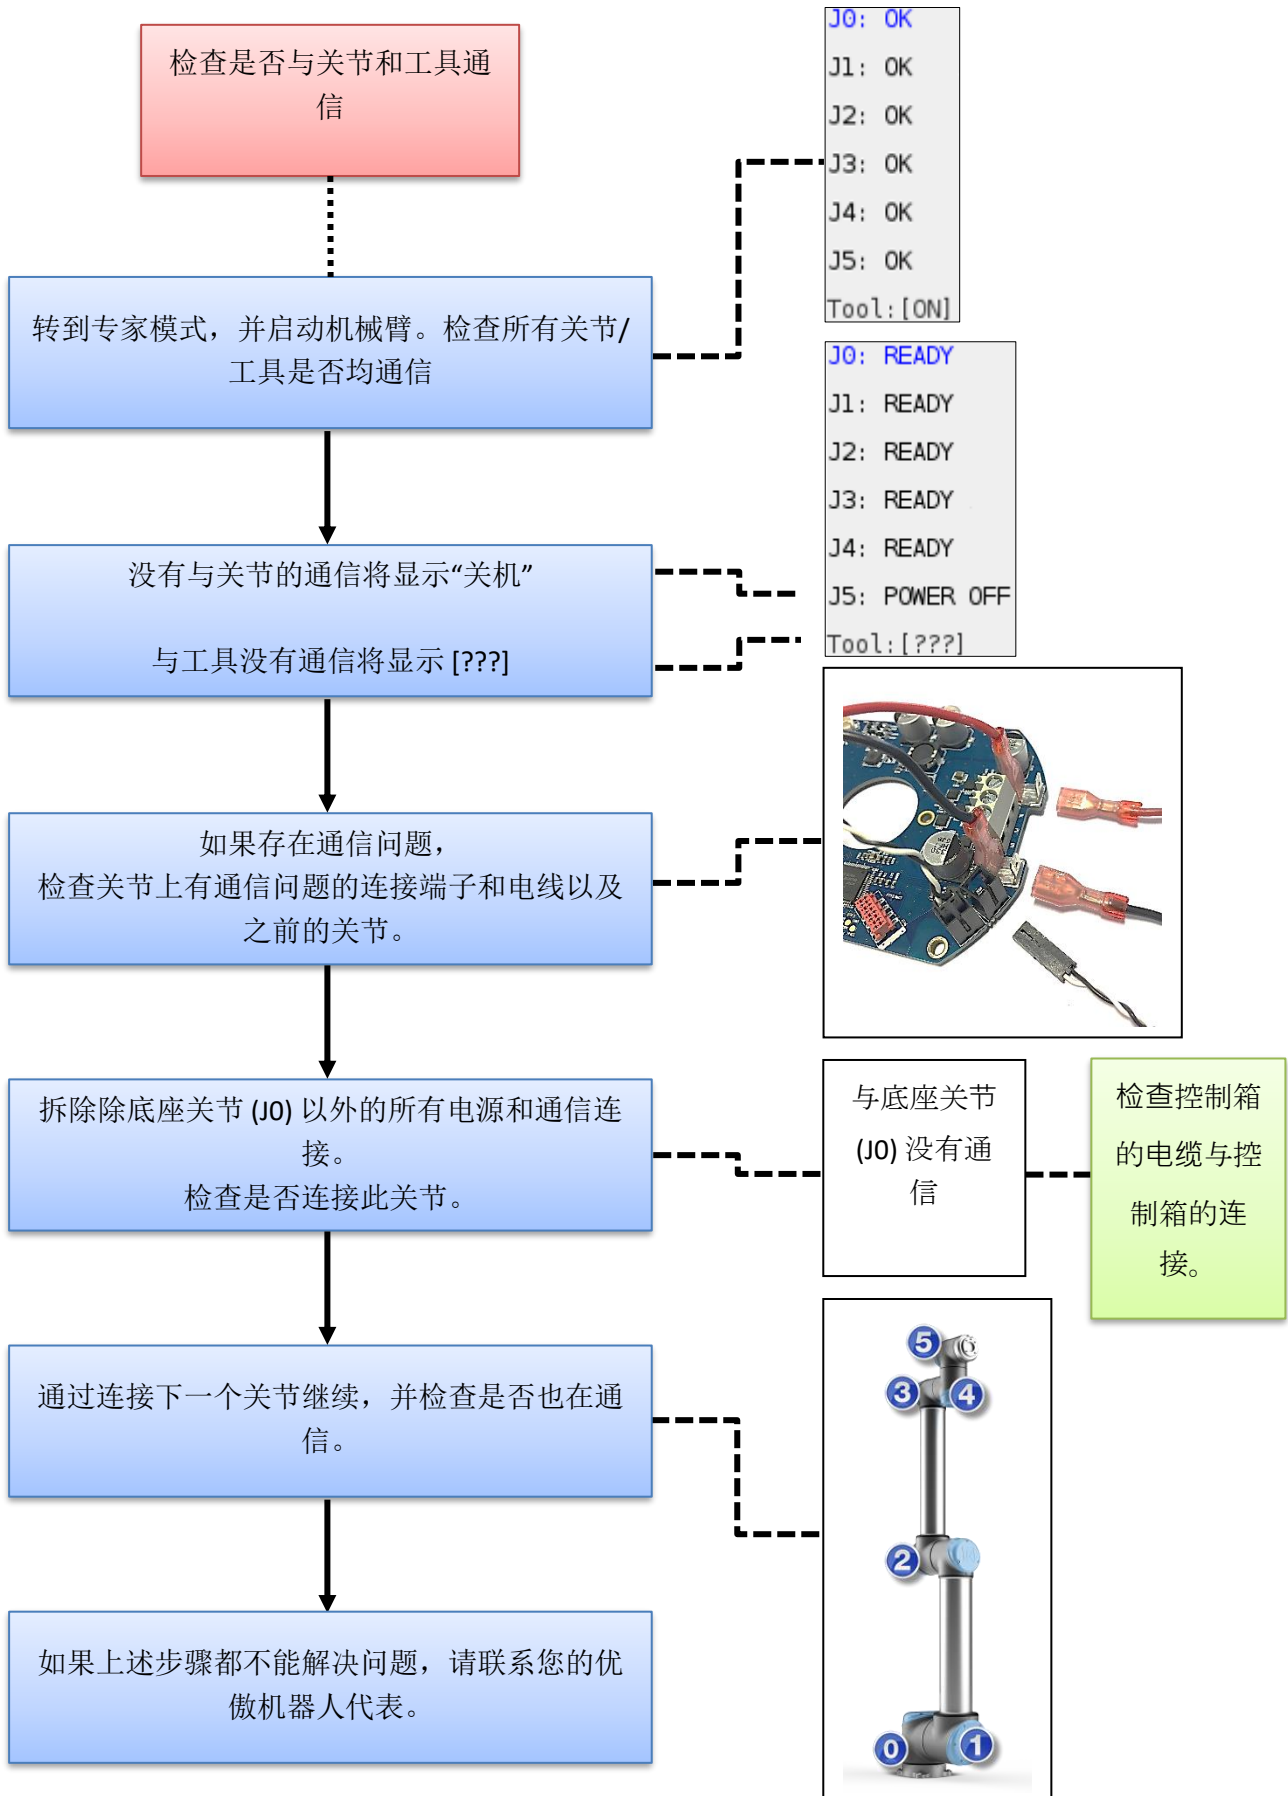 检查是否与关节和工具通
信
转到专家模式，并启动机械臂。检查所有关节/
工具是否均通信
没有与关节的通信将显示“关机”
与工具没有通信将显示 [???]
如果存在通信问题，
检查关节上有通信问题的连接端子和电线以及
之前的关节。
拆除除底座关节 (J0) 以外的所有电源和通信连
接。
检查是否连接此关节。
通过连接下一个关节继续，并检查是否也在通
信。
如果上述步骤都不能解决问题，请联系您的优
傲机器人代表。
J0: OK
J1: OK
J2: OK
J3: OK
J4: OK
J5: OK
Tool:[ON]
J0: READY
J1: READY
J2: READY
J3: READY
J4: READY
J5: POWER OFF
Tool:[???]
与底座关节
(J0) 没有通
信
检查控制箱
的电缆与控
制箱的连
接。
5
3
4
2
0
1